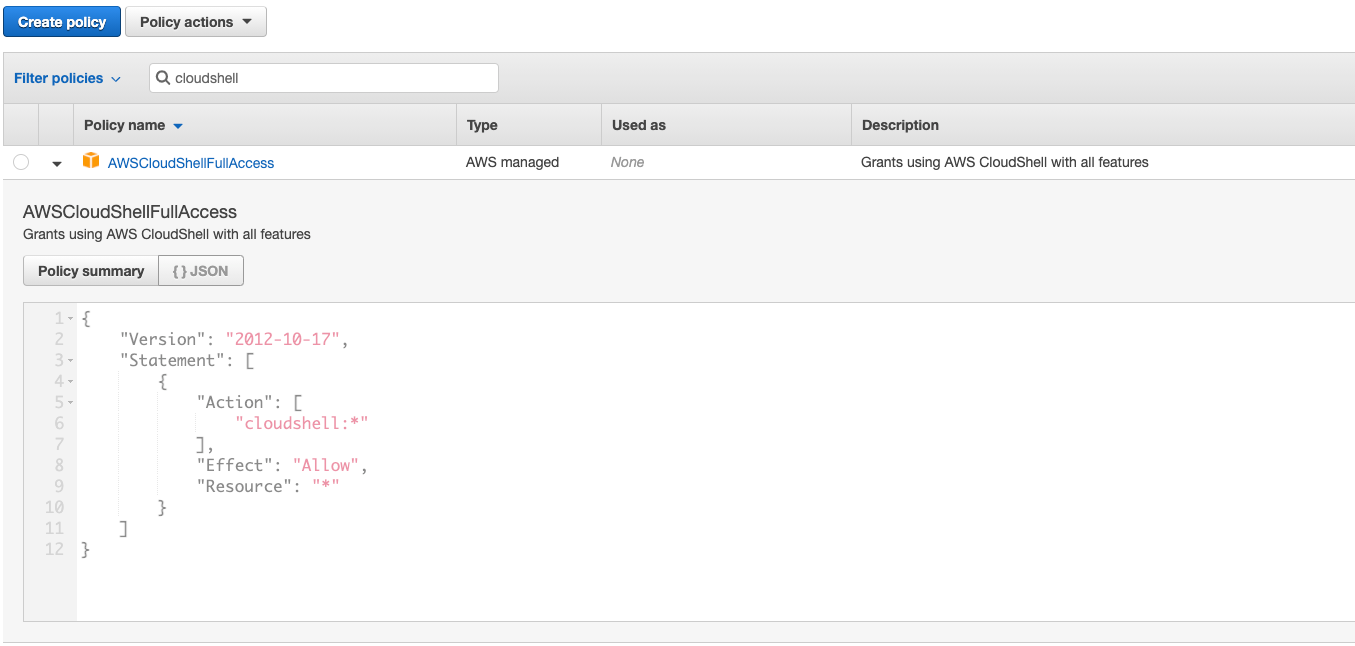 Create policy Policy actions
Filter policies cloudshell
Policy name Type Used as Description
AWSCloudShellFullAccess AWS managed None Grants using AWS CloudShell with all features
AWSCloudShellFullAccess
Grants using AWS CloudShell with all features
Policy summary { } JSON
1 {
2 "Version": "2012-10-17",
3 "Statement": [
4 {
5 "Action": [
6 "cloudshell:*"
7 ],
8 "Effect": "Allow",
9 "Resource": "*"
10 }
11 ]
12 }